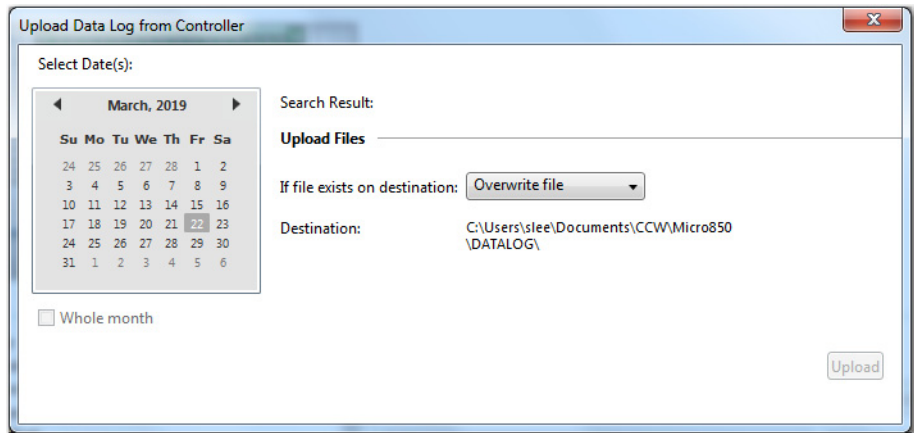 Upload Data Log from Controller
x
Select Date(s):
March, 2019
Su Mo Tu We Th Fr Sa
24 25 26 27 28 1 2
3 4 5 6 7 8 9
10 11 12 13 14 15 16
17 18 19 20 21 22 23
24 25 26 27 28 29 30
31 1 2 3 4 5 6
Whole month
Search Result:
Upload Files
If file exists on destination: Overwrite file
Destination: C:\Users\slee\Documents\CCW\Micro850
\DATALOG\
Upload